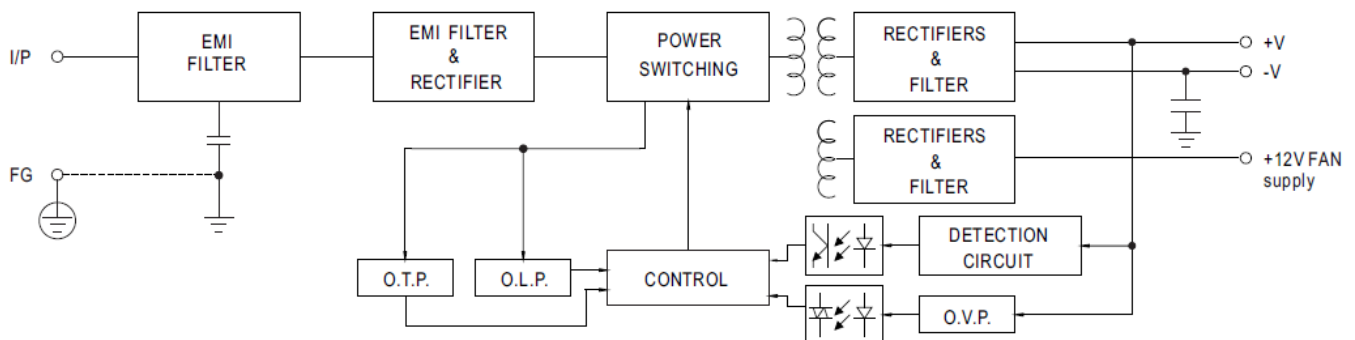 I/P
EMI
FILTER
EMI FILTER
&
RECTIFIER
POWER
SWITCHING
RECTIFIERS
&
FILTER
+V
-V
FG
RECTIFIERS
&
FILTER
+12V FAN
supply
O.T.P.
O.L.P.
CONTROL
DETECTION
CIRCUIT
O.V.P.